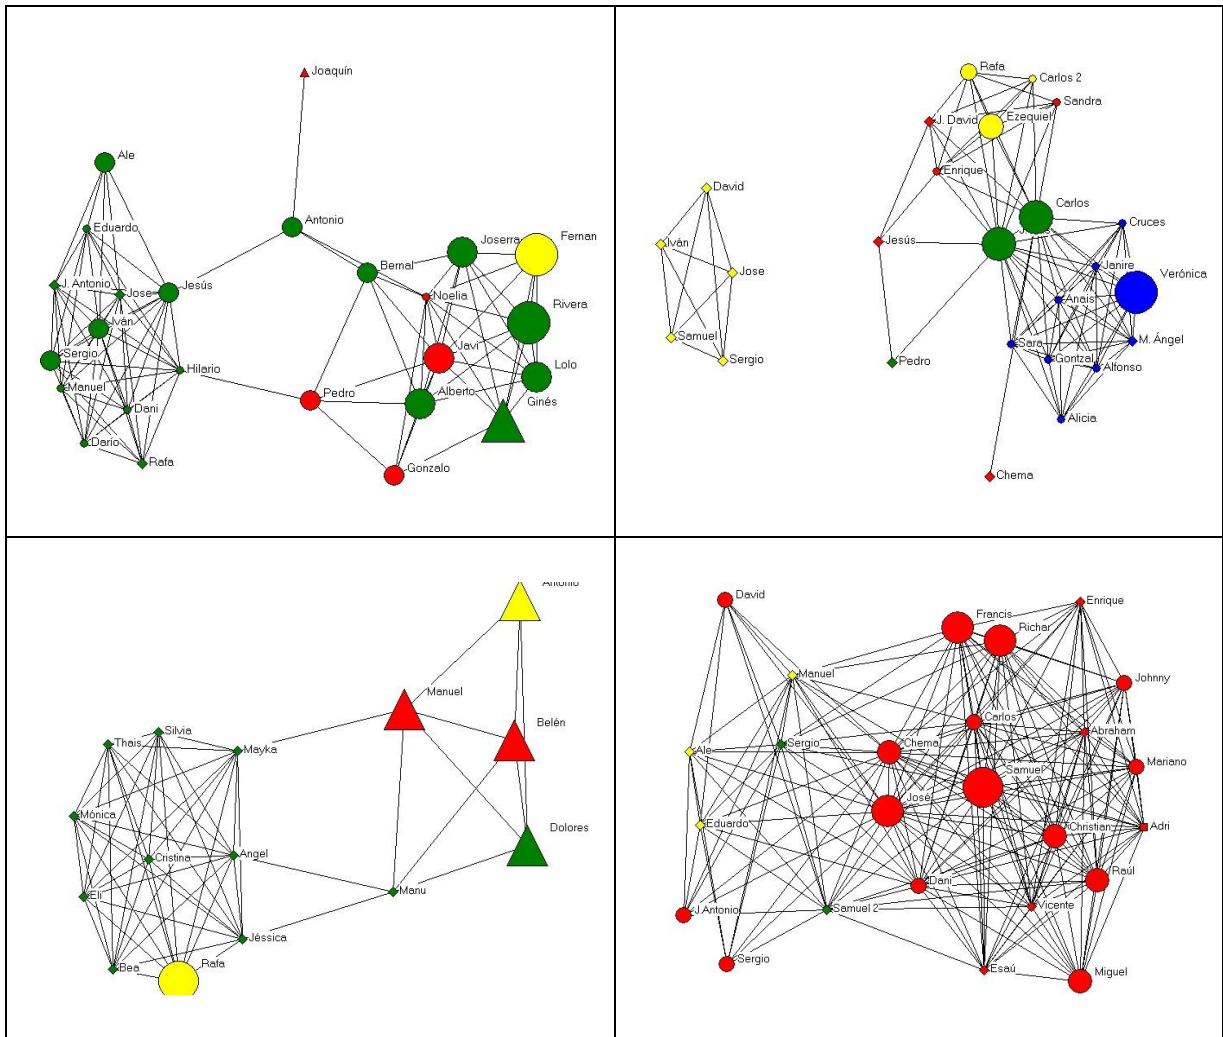 Joaquín
Ale
Eduardo
Antonio
Joserra
Fernan
Bernal
J. Antonio
Jose
Jesús
Noelia
Rivera
Iván
Sergio
Javi
Manuel
Hilario
Lolo
Pedro
Alberto
Ginés
Dani
Darío
Rafa
Gonzalo
Rafa
Carlos 2
Sandra
J. David
Ezequiel
Enrique
David
Carlos
Cruces
Iván
Jose
Jesús
Janire
Verónica
Anais
Samuel
Sergio
Pedro
Sara
M. Ángel
Gontzal
Alfonso
Alicia
Chema
Antonio
Manuel
Belén
Silvia
Thais
Mayka
Mónica
Dolores
Cristina
Angel
Eli
Manu
Jéssica
Bea
Rafa
David
Francis
Enrique
Richar
Manuel
Johnny
Carlos
Abraham
Ale
Sergio
Chema
Samuel
Mariano
José
Eduardo
Christian
Adri
Dani
Raúl
J.Antonio
Samuel 2
Vicente
Sergio
Esaú
Miguel